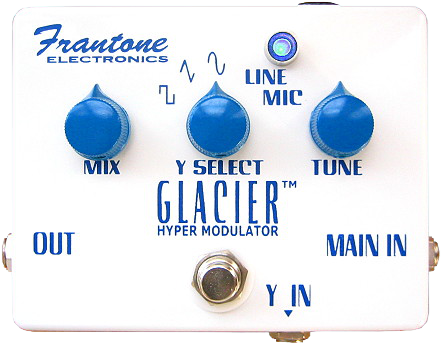 Frantone
ELECTRONICS
LINE
MIC
MIX
Y SELECT
TUNE
GLACIER™
HYPER MODULATOR
OUT
MAIN IN
Y IN